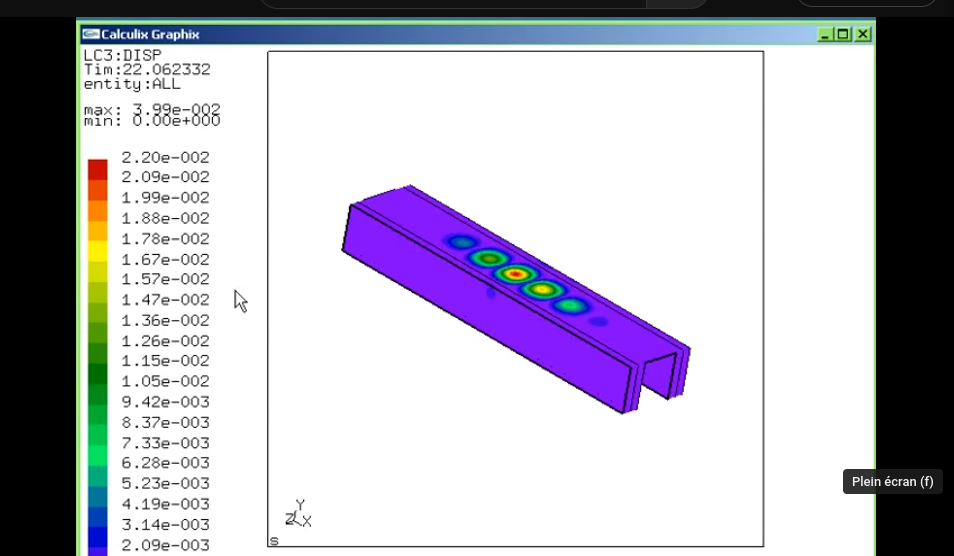 Calculix Graphix
LC3:DISP
Tim:22.062332
entity:ALL
max: 3.99e-002
min: 0.00e+000
2.20e-002
2.09e-002
1.99e-002
1.88e-002
1.78e-002
1.67e-002
1.57e-002
1.47e-002
1.36e-002
1.26e-002
1.15e-002
1.05e-002
9.42e-003
8.37e-003
7.33e-003
6.28e-003
5.23e-003
4.19e-003
3.14e-003
2.09e-003
Plein écran (f)
Y
Z X
S